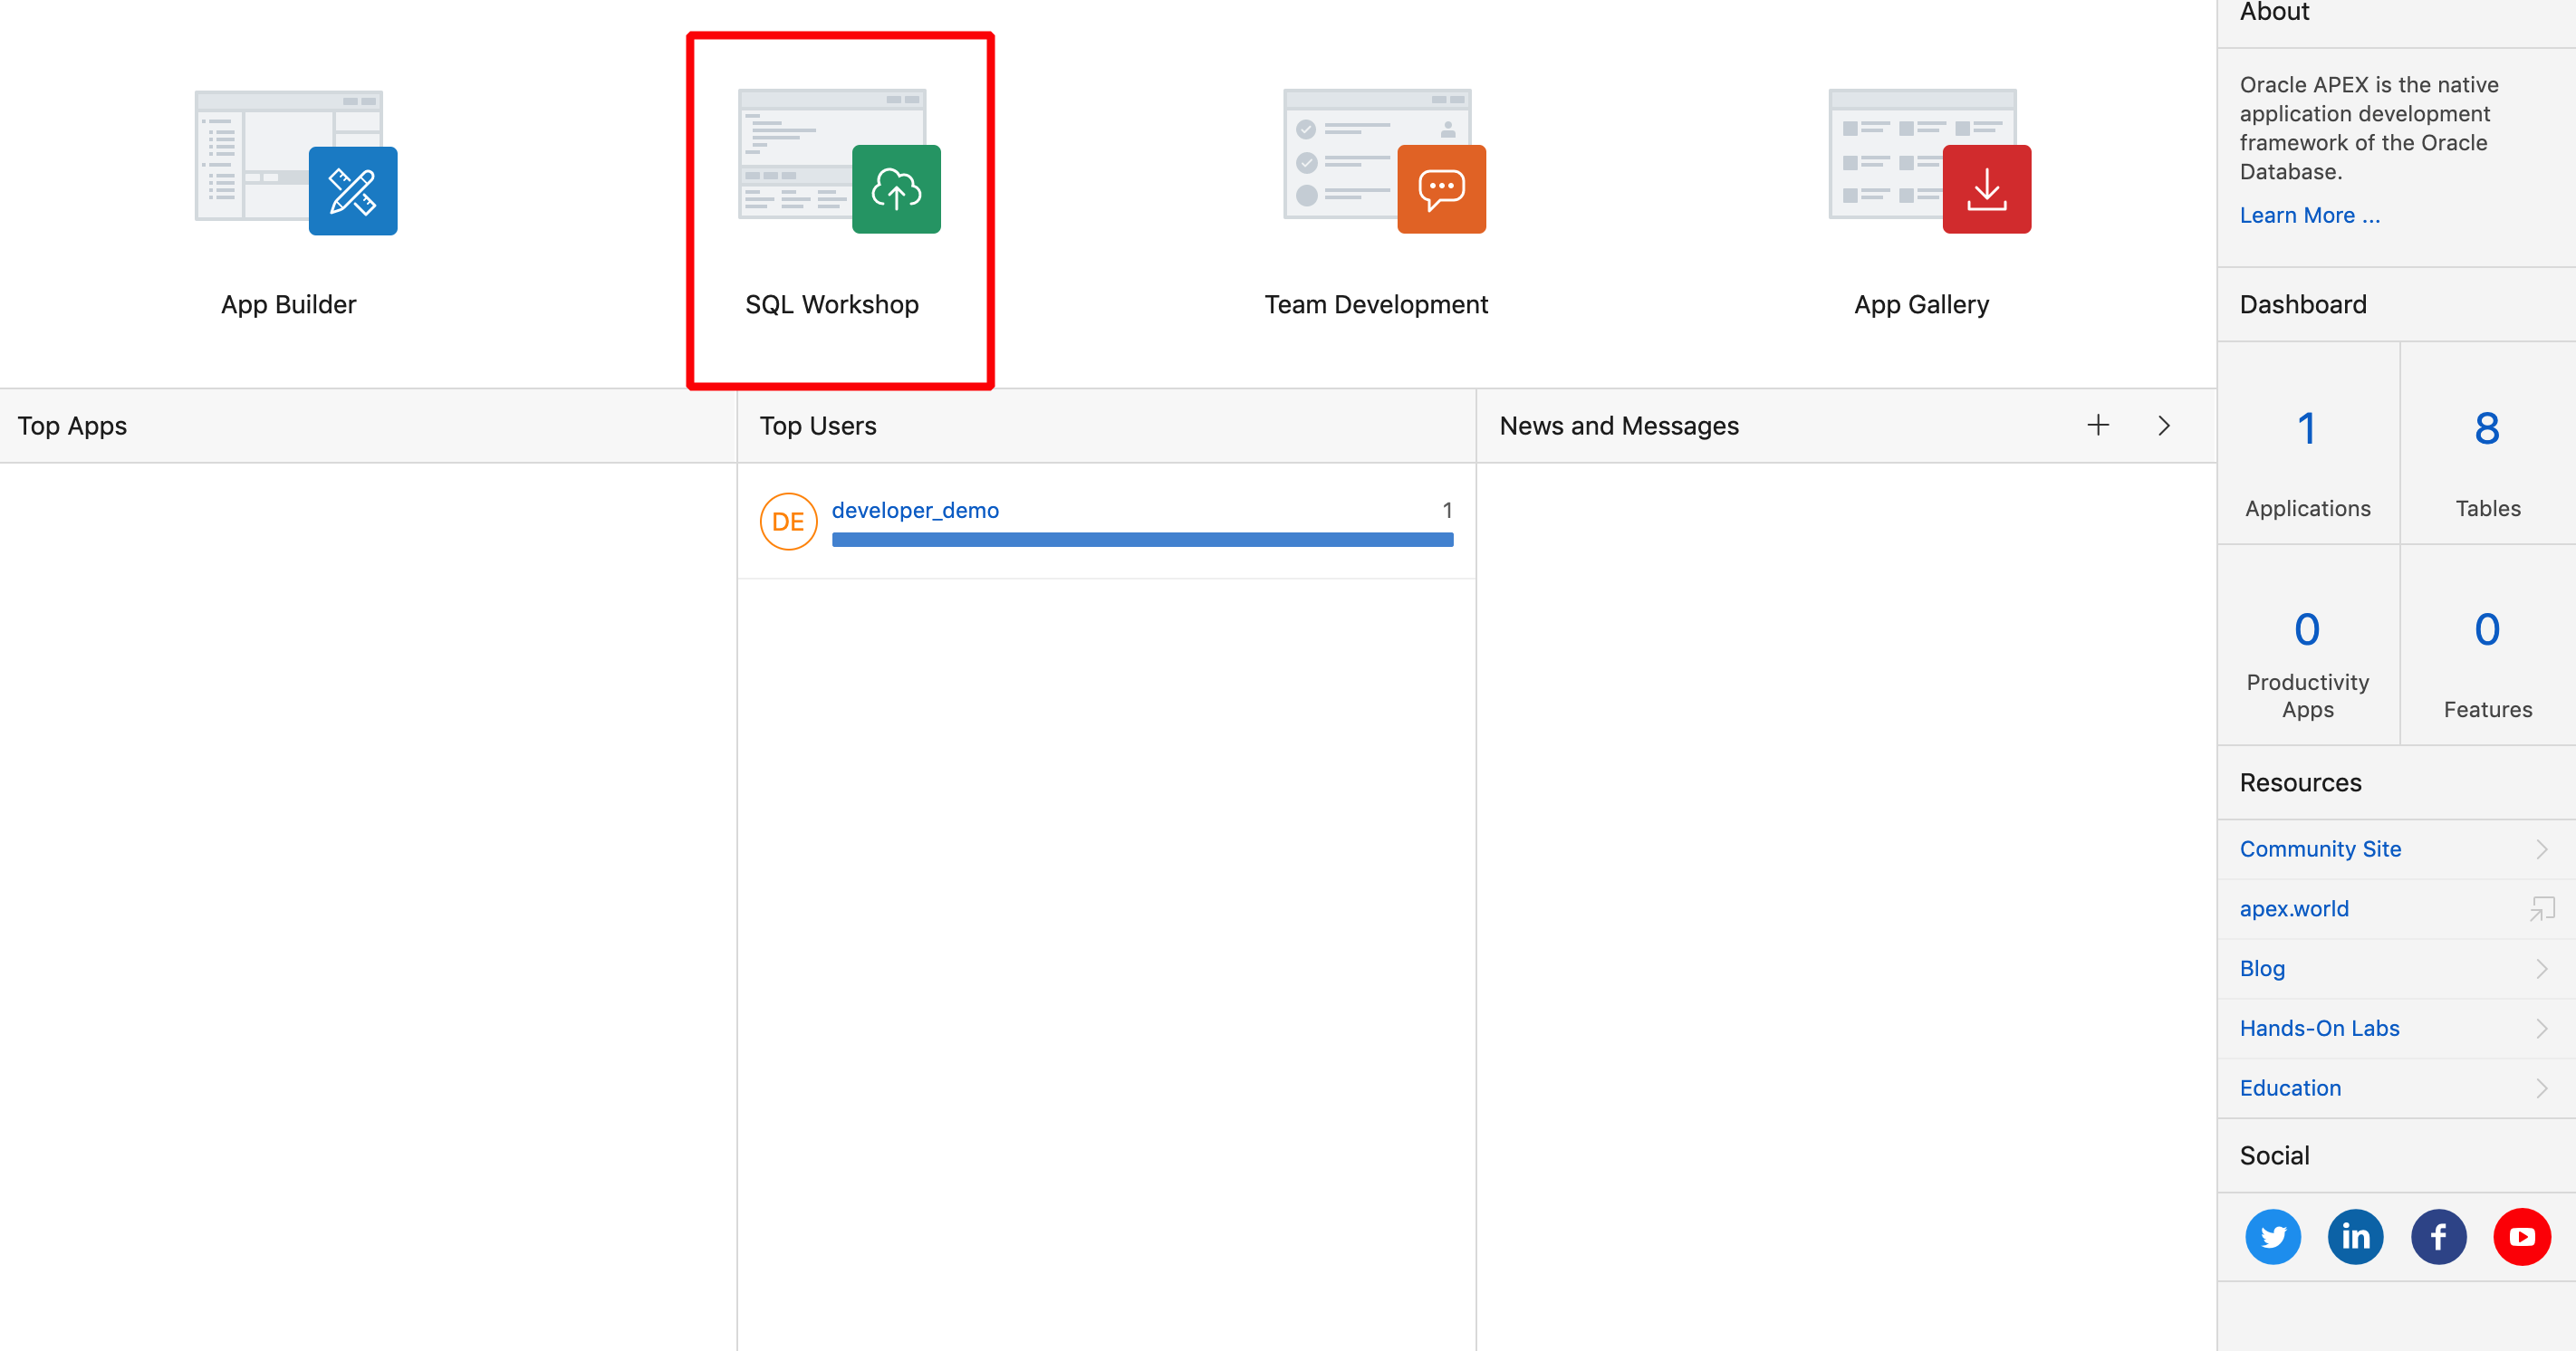 App Builder
SQL Workshop
Team Development
App Gallery
Top Apps
Top Users
News and Messages
DE
developer_demo
1
About
Oracle APEX is the native
application development
framework of the Oracle
Database.
Learn More ...
Dashboard
1
Applications
8
Tables
0
Productivity
Apps
0
Features
Resources
Community Site
apex.world
Blog
Hands-On Labs
Education
Social
in
f